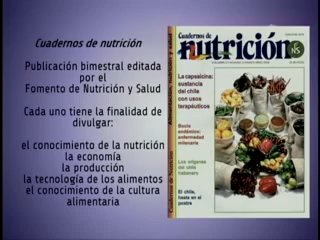 Cuadernos de nutrición
Publicación bimestral editada
por el
Fomento de Nutrición y Salud
Cada uno tiene la finalidad de
divulgar:
el conocimiento de la nutrición
la economía
la producción
la tecnología de los alimentos
el conocimiento de la cultura
alimentaria
Cuadernos de
nutrición
La capsaicina:
sustancia
del chile
con usos
terapéuticos
Bocio
endémico:
enfermedad
milenaria
Los orígenes
del chile
habanero
El chile,
hasta en el
postre
Cuadernos de Nutrición